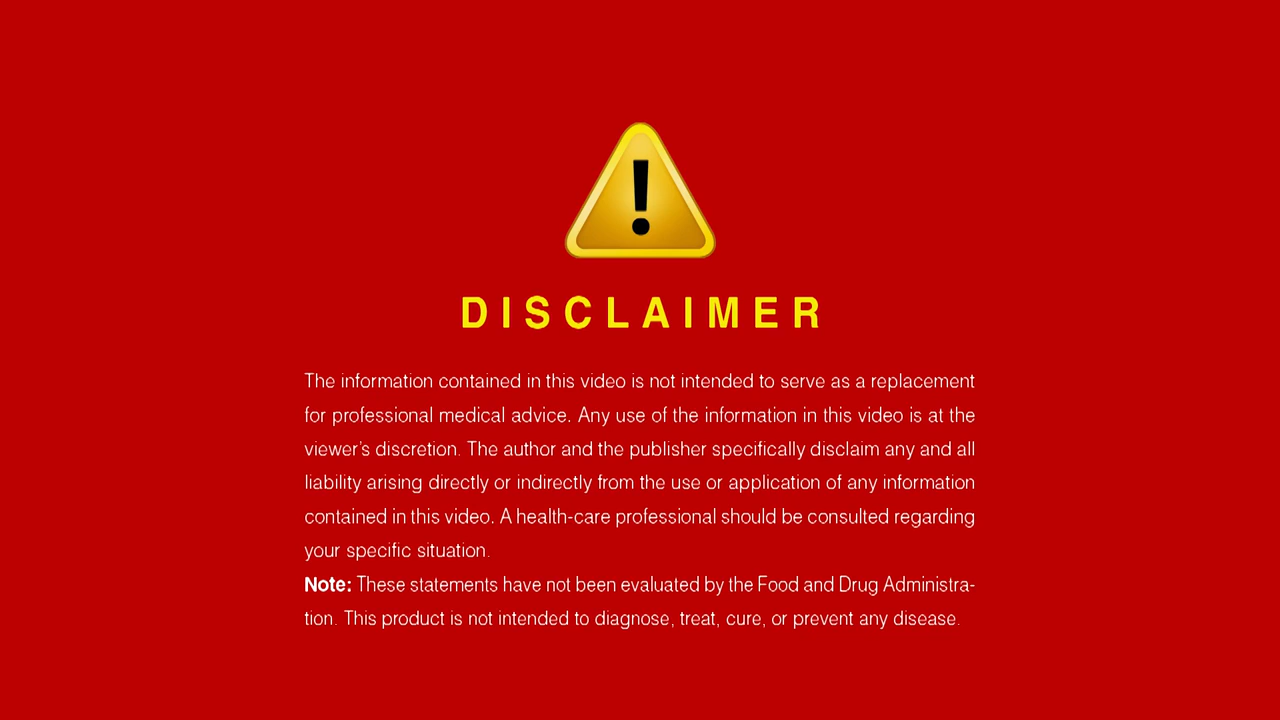 !
DISCLAIMER
The information contained in this video is not intended to serve as a replacement
for professional medical advice. Any use of the information in this video is at the
viewer's discretion. The author and the publisher specifically disclaim any and all
liability arising directly or indirectly from the use or application of any information
contained in this video. A health-care professional should be consulted regarding
your specific situation.
Note: These statements have not been evaluated by the Food and Drug Administra-
tion. This product is not intended to diagnose, treat, cure, or prevent any disease.